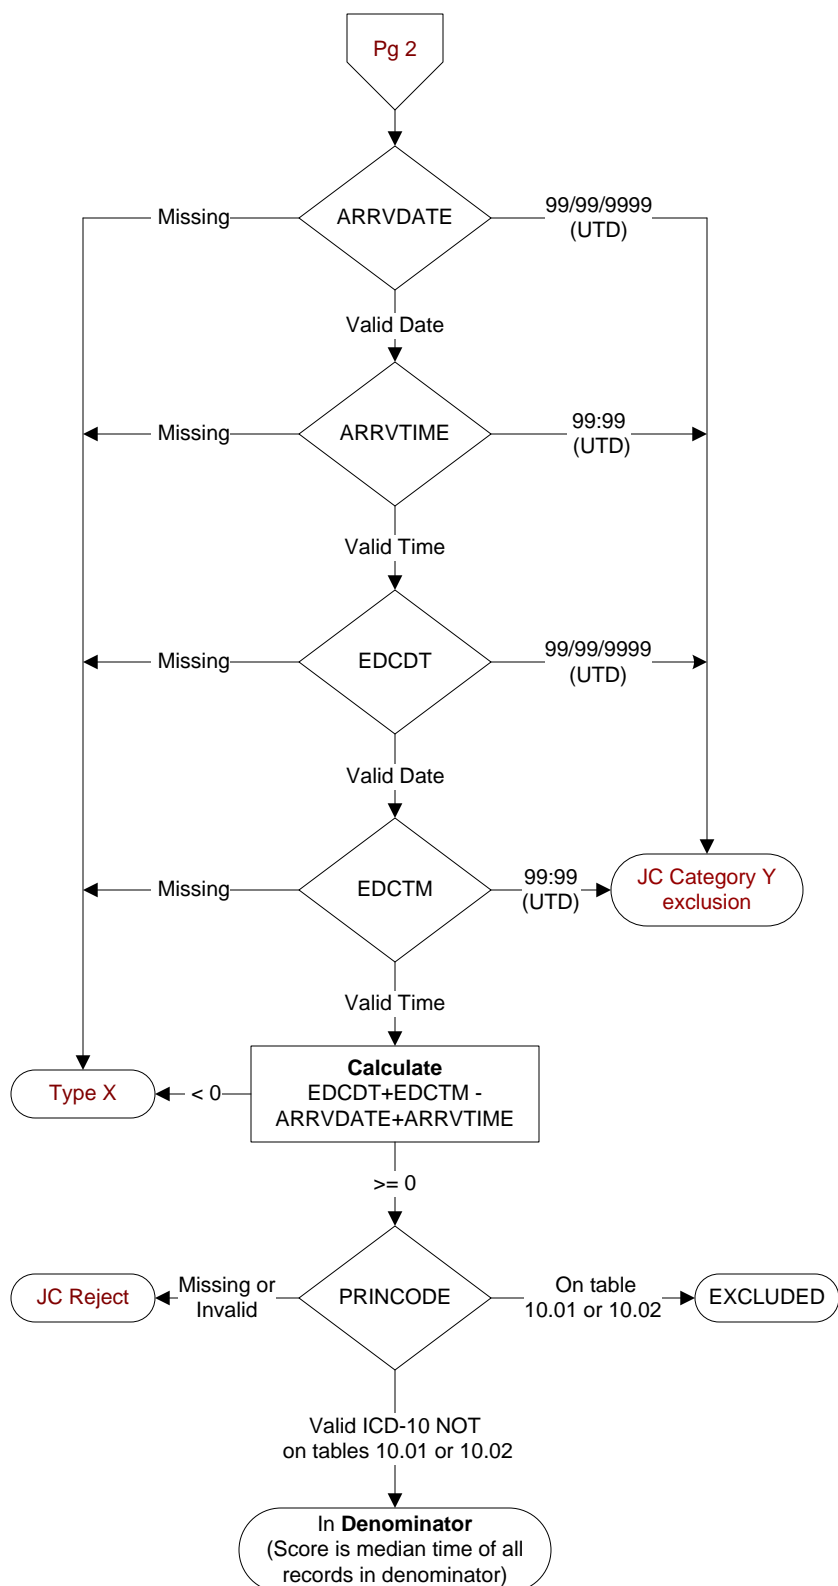 Pg 2
ARRVDATE
Missing
99/99/9999
(UTD)
Valid Date
ARRVTIME
Missing
99:99
(UTD)
Valid Time
EDCDT
Missing
99/99/9999
(UTD)
Valid Date
EDCTM
Missing
99:99
(UTD)
JC Category Y
exclusion
Valid Time
Calculate
EDCDT+EDCTM -
ARRVDATE+ARRVTIME
< 0
Type X
>= 0
PRINCODE
Missing or
Invalid
JC Reject
On table
10.01 or 10.02
EXCLUDED
Valid ICD-10 NOT
on tables 10.01 or 10.02
In Denominator
(Score is median time of all
records in denominator)